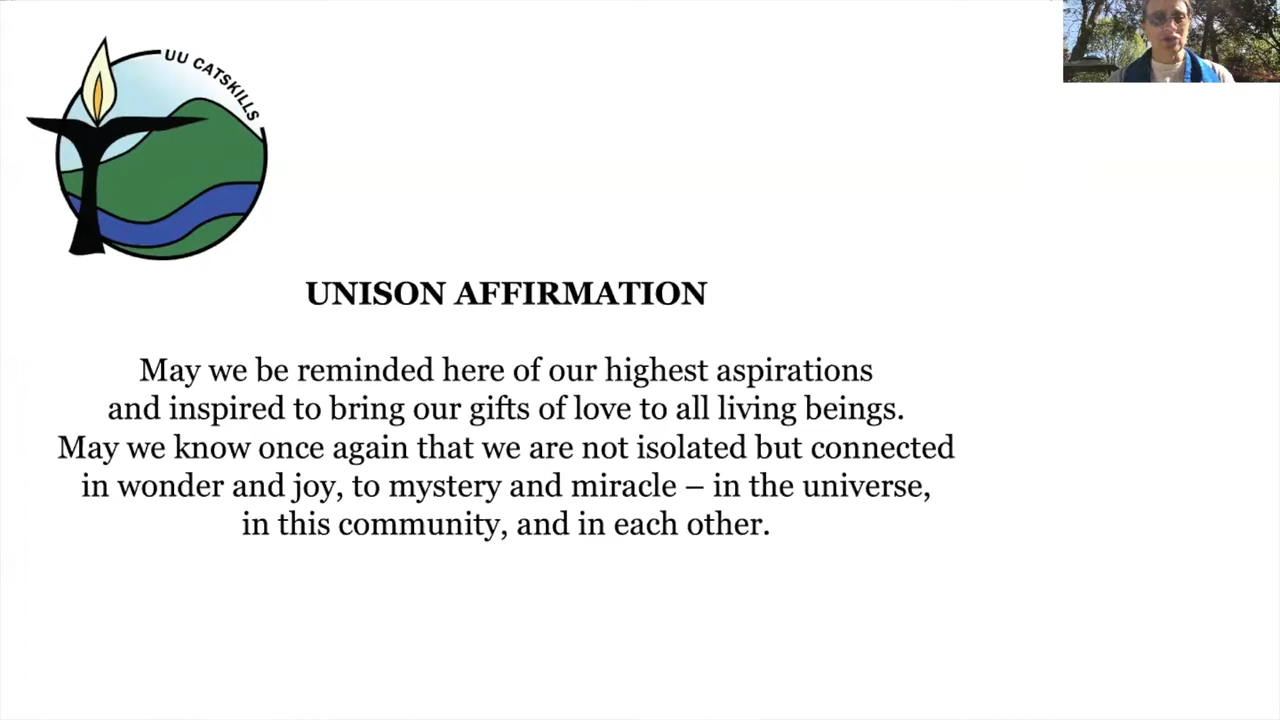 UU CATSKILLS
UNISON AFFIRMATION
May we be reminded here of our highest aspirations
and inspired to bring our gifts of love to all living beings.
May we know once again that we are not isolated but connected
in wonder and joy, to mystery and miracle – in the universe,
in this community, and in each other.